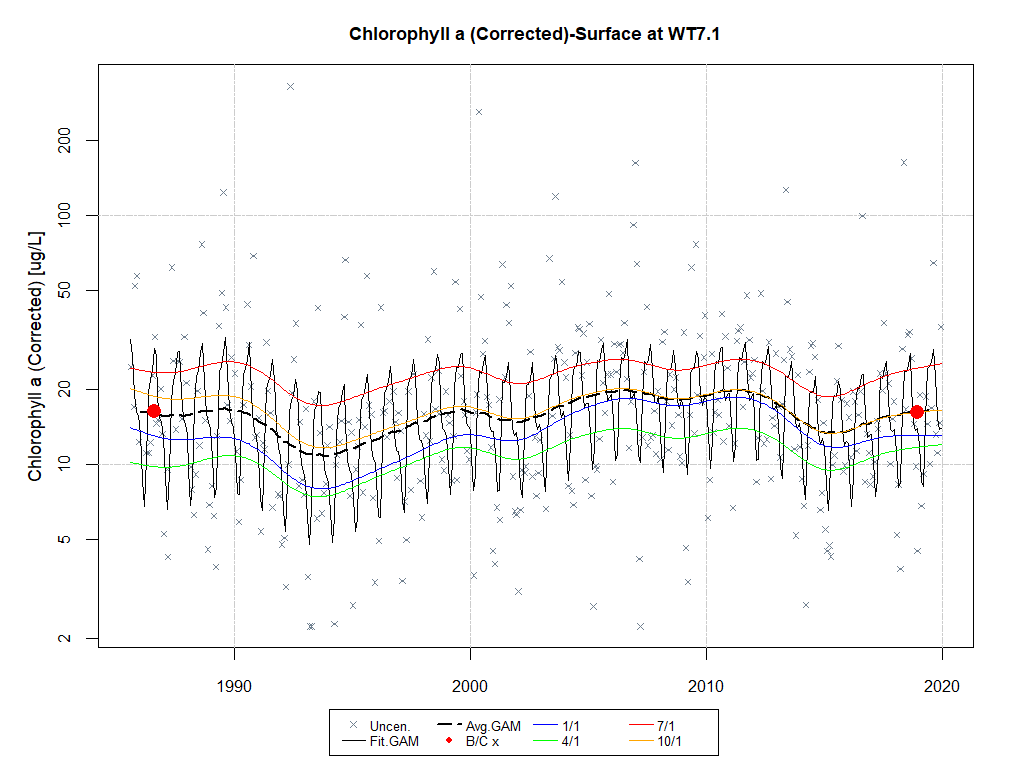 Chlorophyll a (Corrected)-Surface at WT7.1
Chlorophyll a (Corrected) [ug/L]
200
100
50
20
10
5
2
1990 2000 2010 2020
Uncen. Avg.GAM 1/1 7/1
Fit.GAM B/C x 4/1 10/1